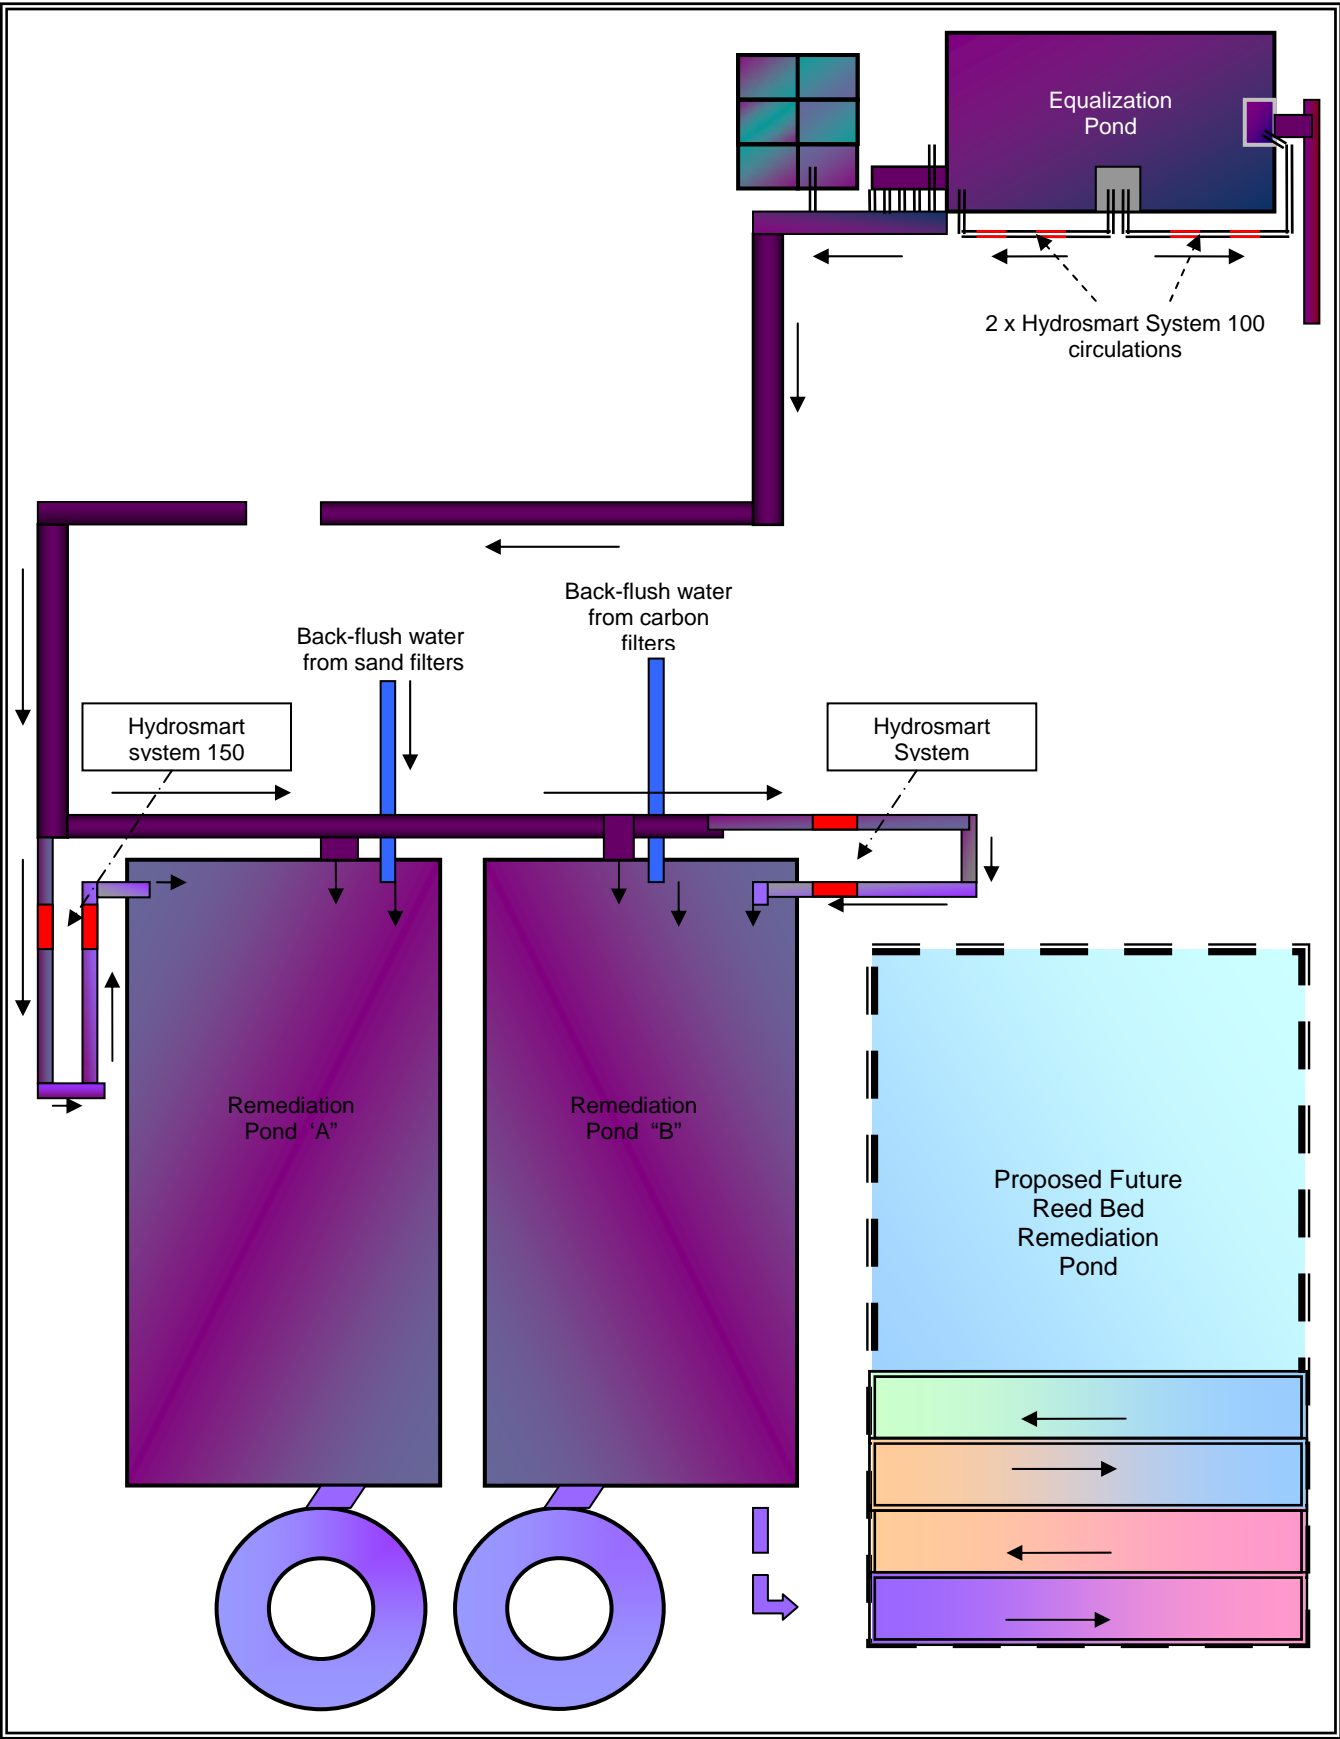 Equalization
Pond
2 x Hydrosmart System 100
circulations
Back-flush water
from carbon
filters
Back-flush water
from sand filters
Hydrosmart
system 150
Hydrosmart
System
Remediation
Pond ‘A”
Remediation
Pond “B”
Proposed Future
Reed Bed
Remediation
Pond